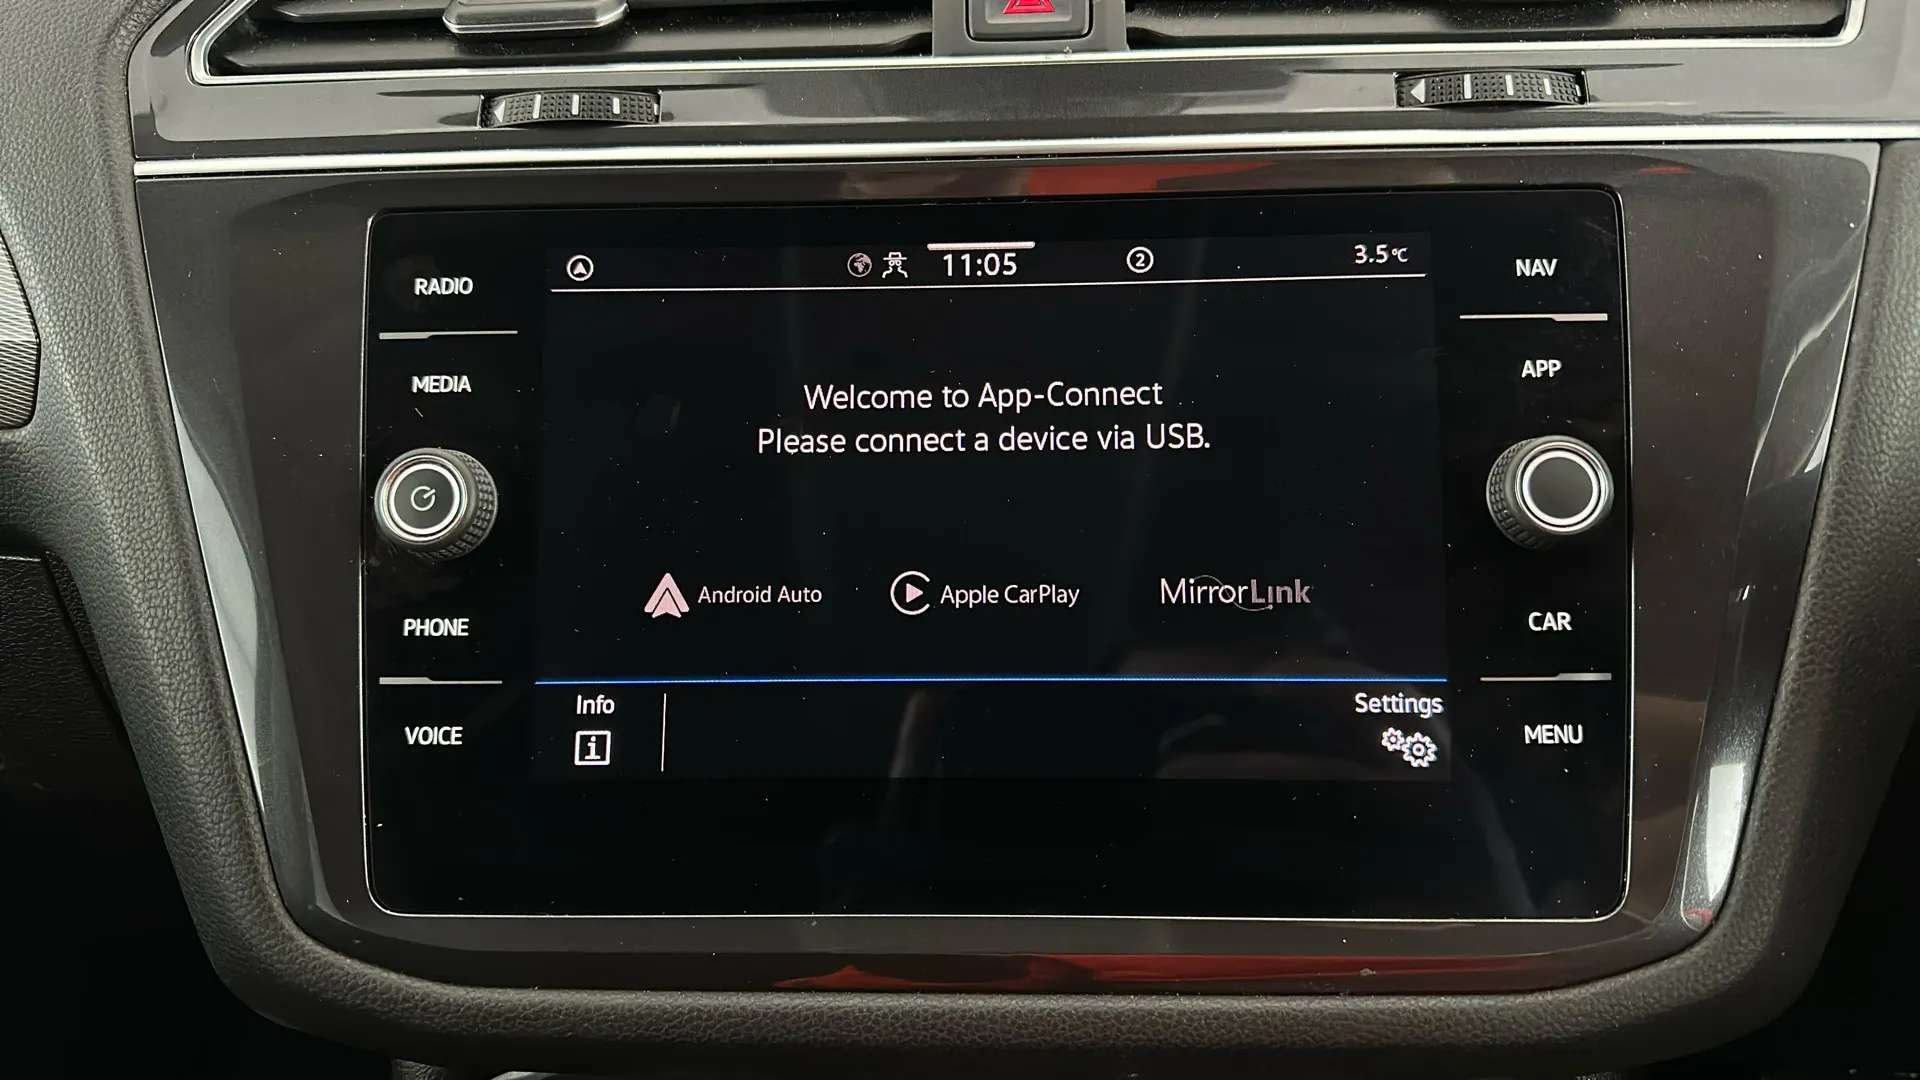 RADIO
MEDIA
PHONE
VOICE
11:05
2
3.5°C
Welcome to App-Connect
Please connect a device via USB.
Android Auto
Apple CarPlay
MirrorLink
Info
i
Settings
NAV
APP
CAR
MENU